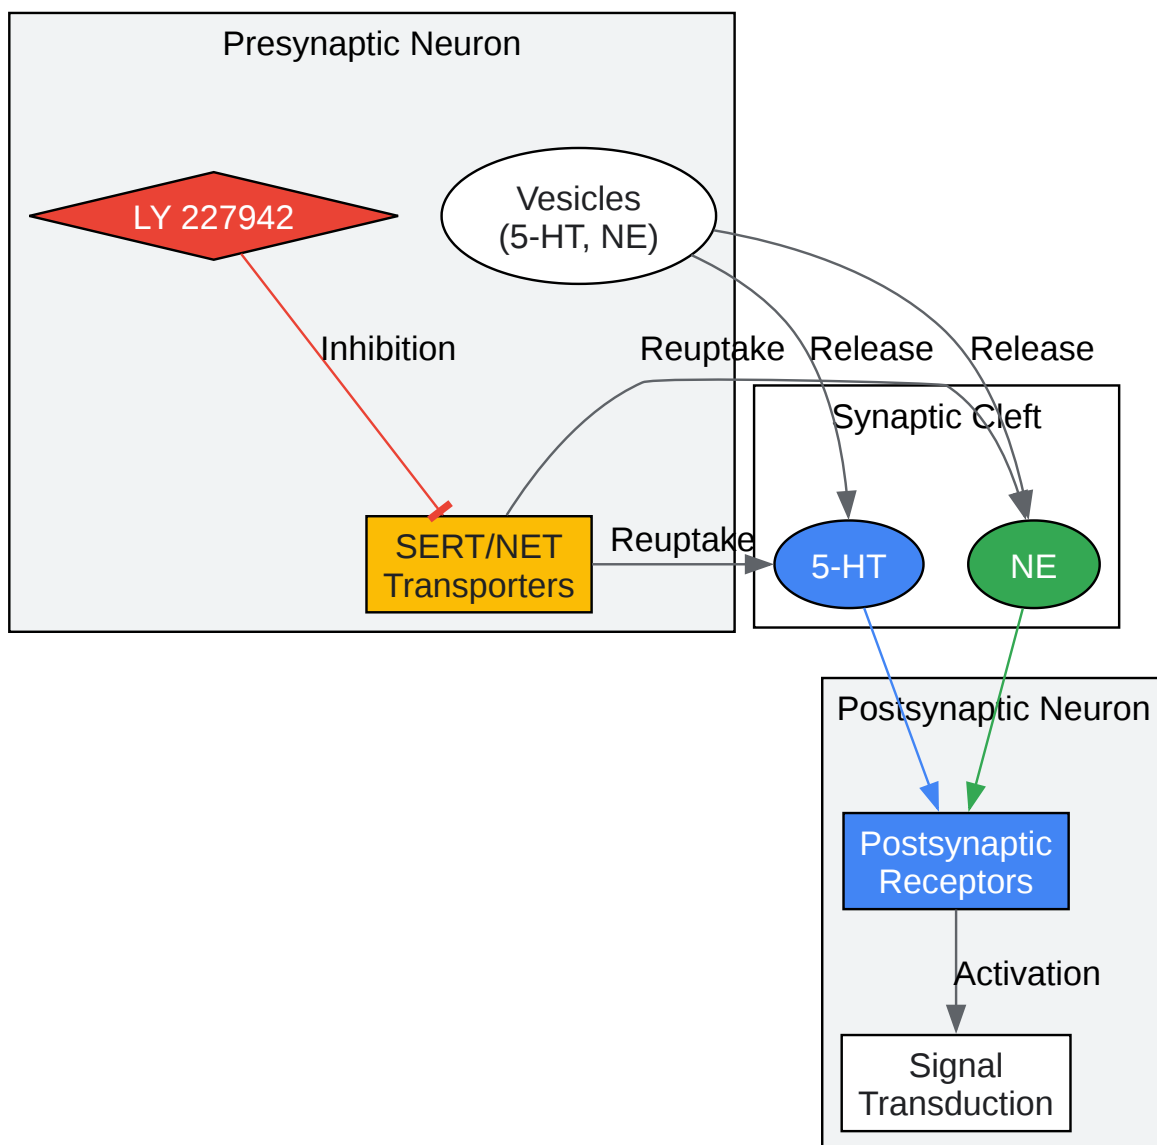 Presynaptic Neuron
LY 227942
Vesicles
(5-HT, NE)
Inhibition
Reuptake
Release
Release
Synaptic Cleft
SERT/NET
Transporters
Reuptake
5-HT
NE
Postsynaptic Neuron
Postsynaptic
Receptors
Activation
Signal
Transduction